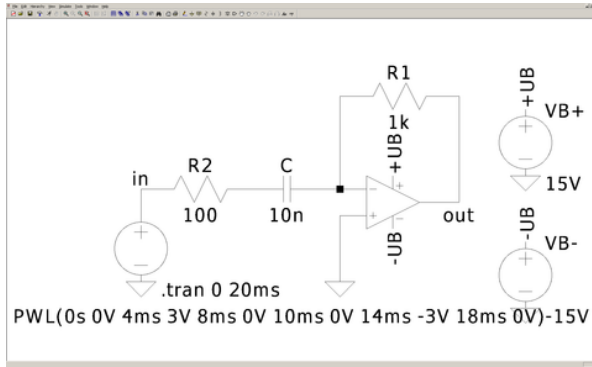 R1
1k
+UB
+UB
VB+
15V
in
R2
100
C
10n
-UB
out
-UB
VB-
.tran 0 20ms
PWL(0s 0V 4ms 3V 8ms 0V 10ms 0V 14ms -3V 18ms 0V)-15V